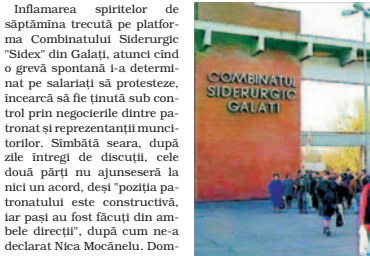 Inflamarea spiritelor de
săptămîna trecută pe platfor-
ma Combinatului Siderurgic
"Sidex" din Galați, atunci cînd
o grevă spontană i-a determi-
nat pe salariați să protesteze,
încearcă să fie ținută sub con-
trol prin negocierile dintre pa-
tronat și reprezentanții munci-
torilor. Sîmbătă seara, după
zile întregi de discuții, cele
două părți nu ajunseseră la
nici un acord, deși "poziția pa-
tronatului este constructivă,
iar pași au fost făcuți din am-
bele direcții", după cum ne-a
declarat Nica Mocănelu. Dom-
COMBINATUL
SIDERURGIC
GALATI